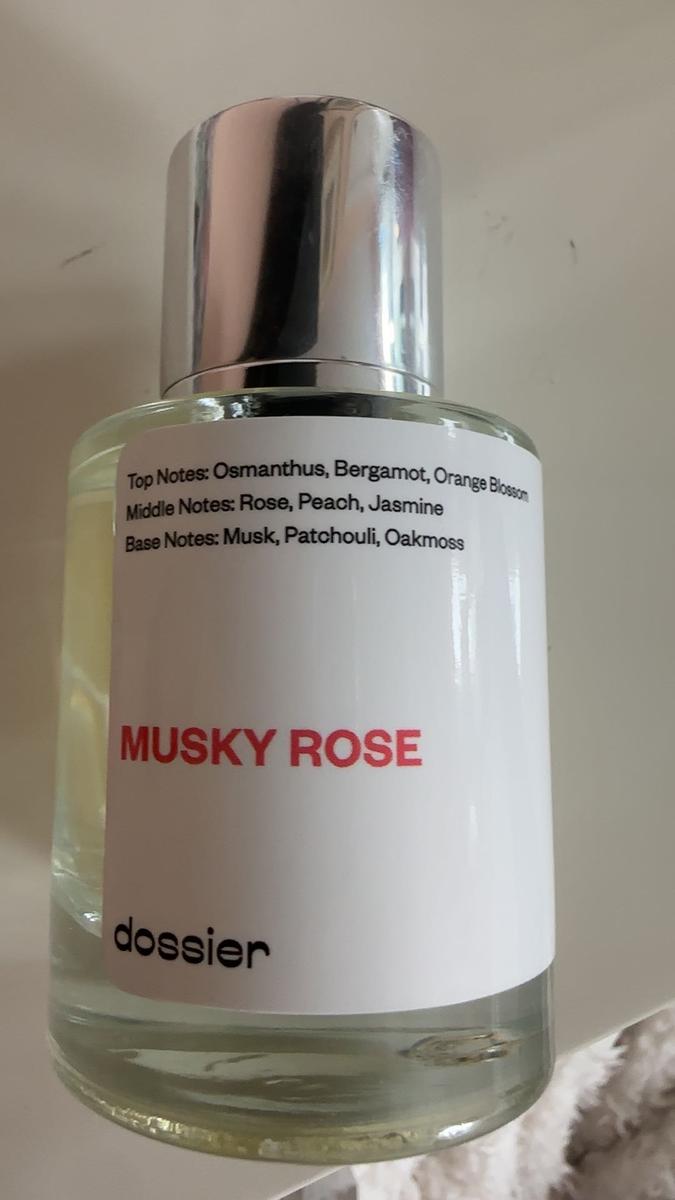 Top Notes: Osmanthus, Bergamot, Orange Blossom
Middle Notes: Rose, Peach, Jasmine
Base Notes: Musk, Patchouli, Oakmoss
MUSKY ROSE
dossier